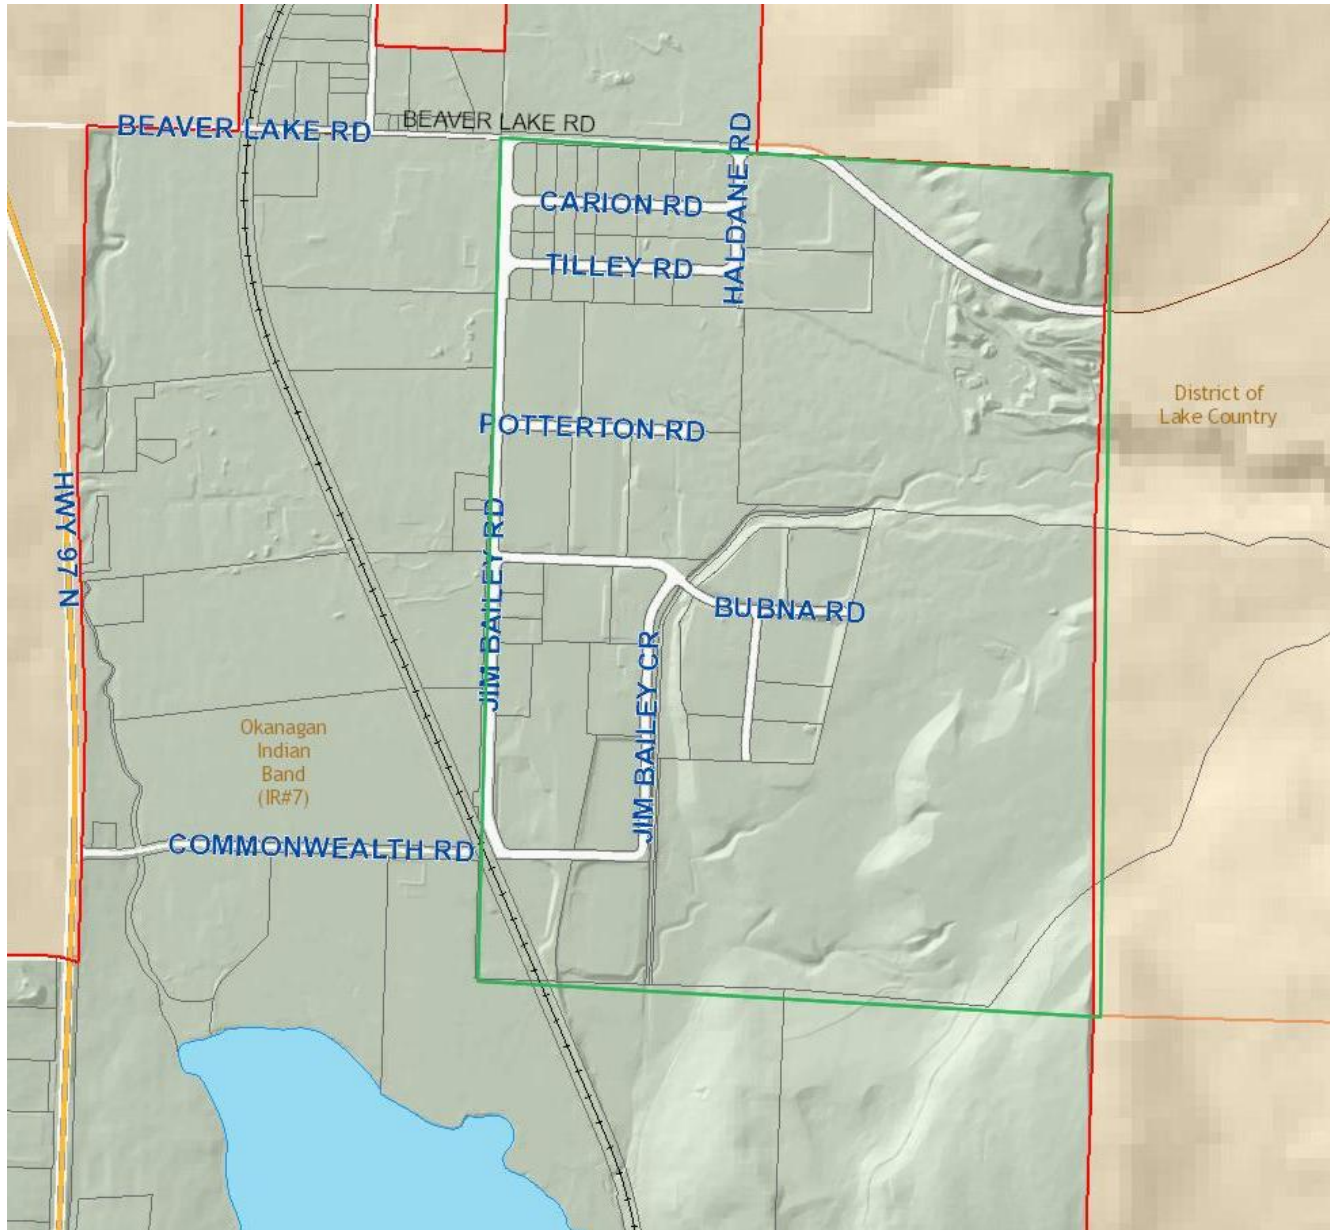 BEAVER LAKE RD
BEAVER LAKE RD
HALDANE RD
CARION RD
TILLEY RD
District of
Lake Country
POTTERTON RD
HWY 97 N
JIM BAILEY RD
BUBNA RD
JIM BAILEY CR
Okanagan
Indian
Band
(IR#7)
COMMONWEALTH RD